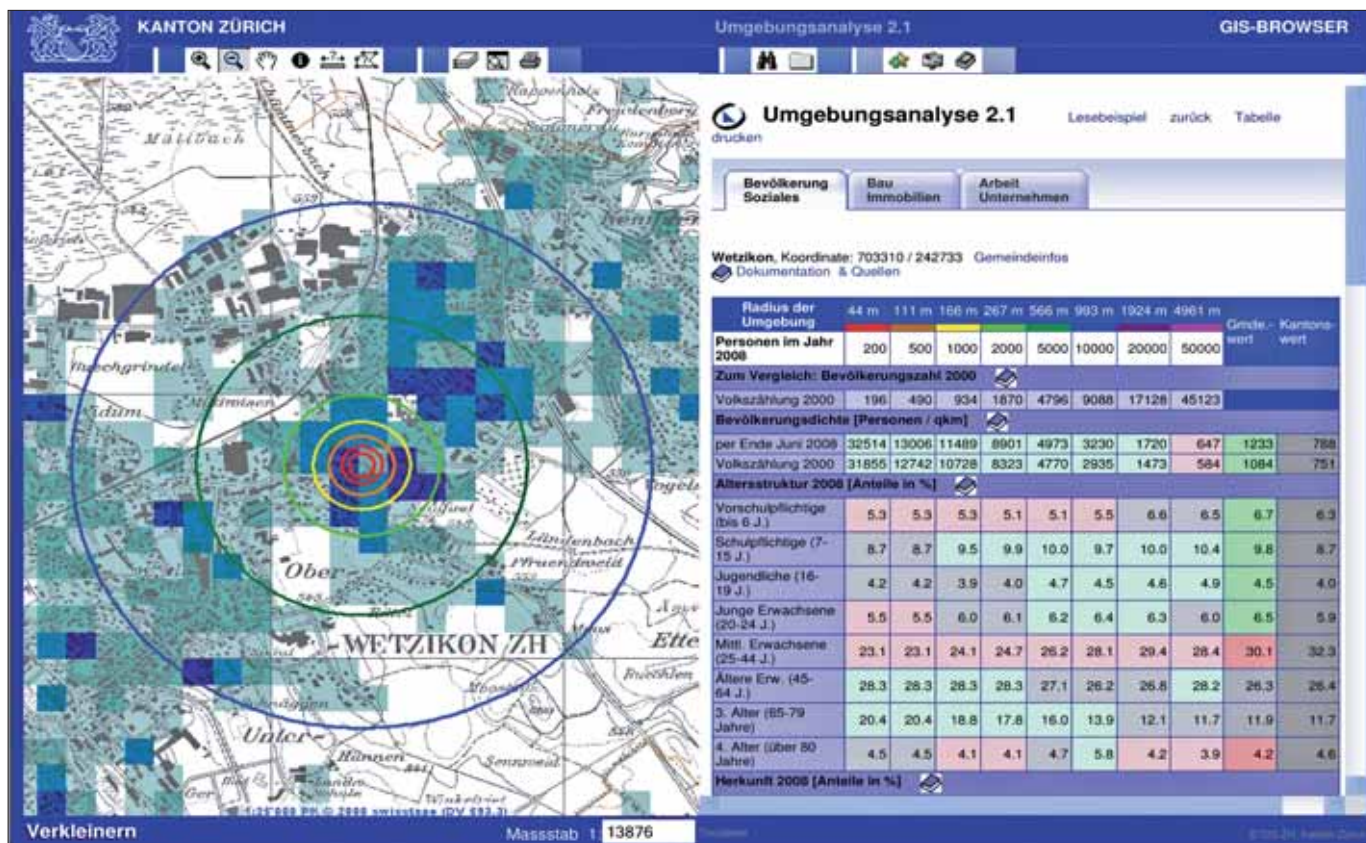 KANTON ZÜRICH
Umgebungsanalyse 2.1
GIS-BROWSER
Umgebungsanalyse 2.1
Lesebeispiel zurück Tabelle
drucken
Bevölkerung Soziales
Bau Immobilien
Arbeit Unternehmen
Wetzikon, Koordinate: 703310 / 242733 Gemeindeinfos
Dokumentation & Quellen
Radius der Umgebung 44 m 111 m 166 m 267 m 566 m 993 m 1924 m 4961 m Gmde.-wert Kantons-wert
Personen im Jahr 2008 200 500 1000 2000 5000 10000 20000 50000
Zum Vergleich: Bevölkerungszahl 2000
Volkszählung 2000 196 490 934 1870 4796 9088 17128 45123
Bevölkerungsdichte [Personen / qkm]
per Ende Juni 2008 32514 13006 11489 8901 4973 3230 1720 647 1233 788
Volkszählung 2000 31855 12742 10728 8323 4770 2935 1473 584 1084 751
Altersstruktur 2008 [Anteile in %]
Vorschulpflichtige (bis 6 J.) 5.3 5.3 5.3 5.1 5.1 5.5 6.6 6.5 6.7 6.3
Schulpflichtige (7-15 J.) 8.7 8.7 9.5 9.9 10.0 9.7 10.0 10.4 9.8 8.7
Jugendliche (16-19 J.) 4.2 4.2 3.9 4.0 4.7 4.5 4.6 4.9 4.5 4.0
Junge Erwachsene (20-24 J.) 5.5 5.5 6.0 6.1 6.2 6.4 6.3 6.0 6.5 5.9
Mittl. Erwachsene (25-44 J.) 23.1 23.1 24.1 24.7 26.2 28.1 29.4 28.4 30.1 32.3
Ältere Erw. (45-64 J.) 28.3 28.3 28.3 28.3 27.1 26.2 26.8 28.2 26.3 26.4
3. Alter (65-79 Jahre) 20.4 20.4 18.8 17.8 16.0 13.9 12.1 11.7 11.9 11.7
4. Alter (über 80 Jahre) 4.5 4.5 4.1 4.1 4.7 5.8 4.2 3.9 4.2 4.6
Herkunft 2008 [Anteile in %]
Freudenberg
559
Ober
WETZIKON ZH
Ette
Unter-
Hannen
Sennweid
Ger
Verkleinern
Massstab 1: 13876